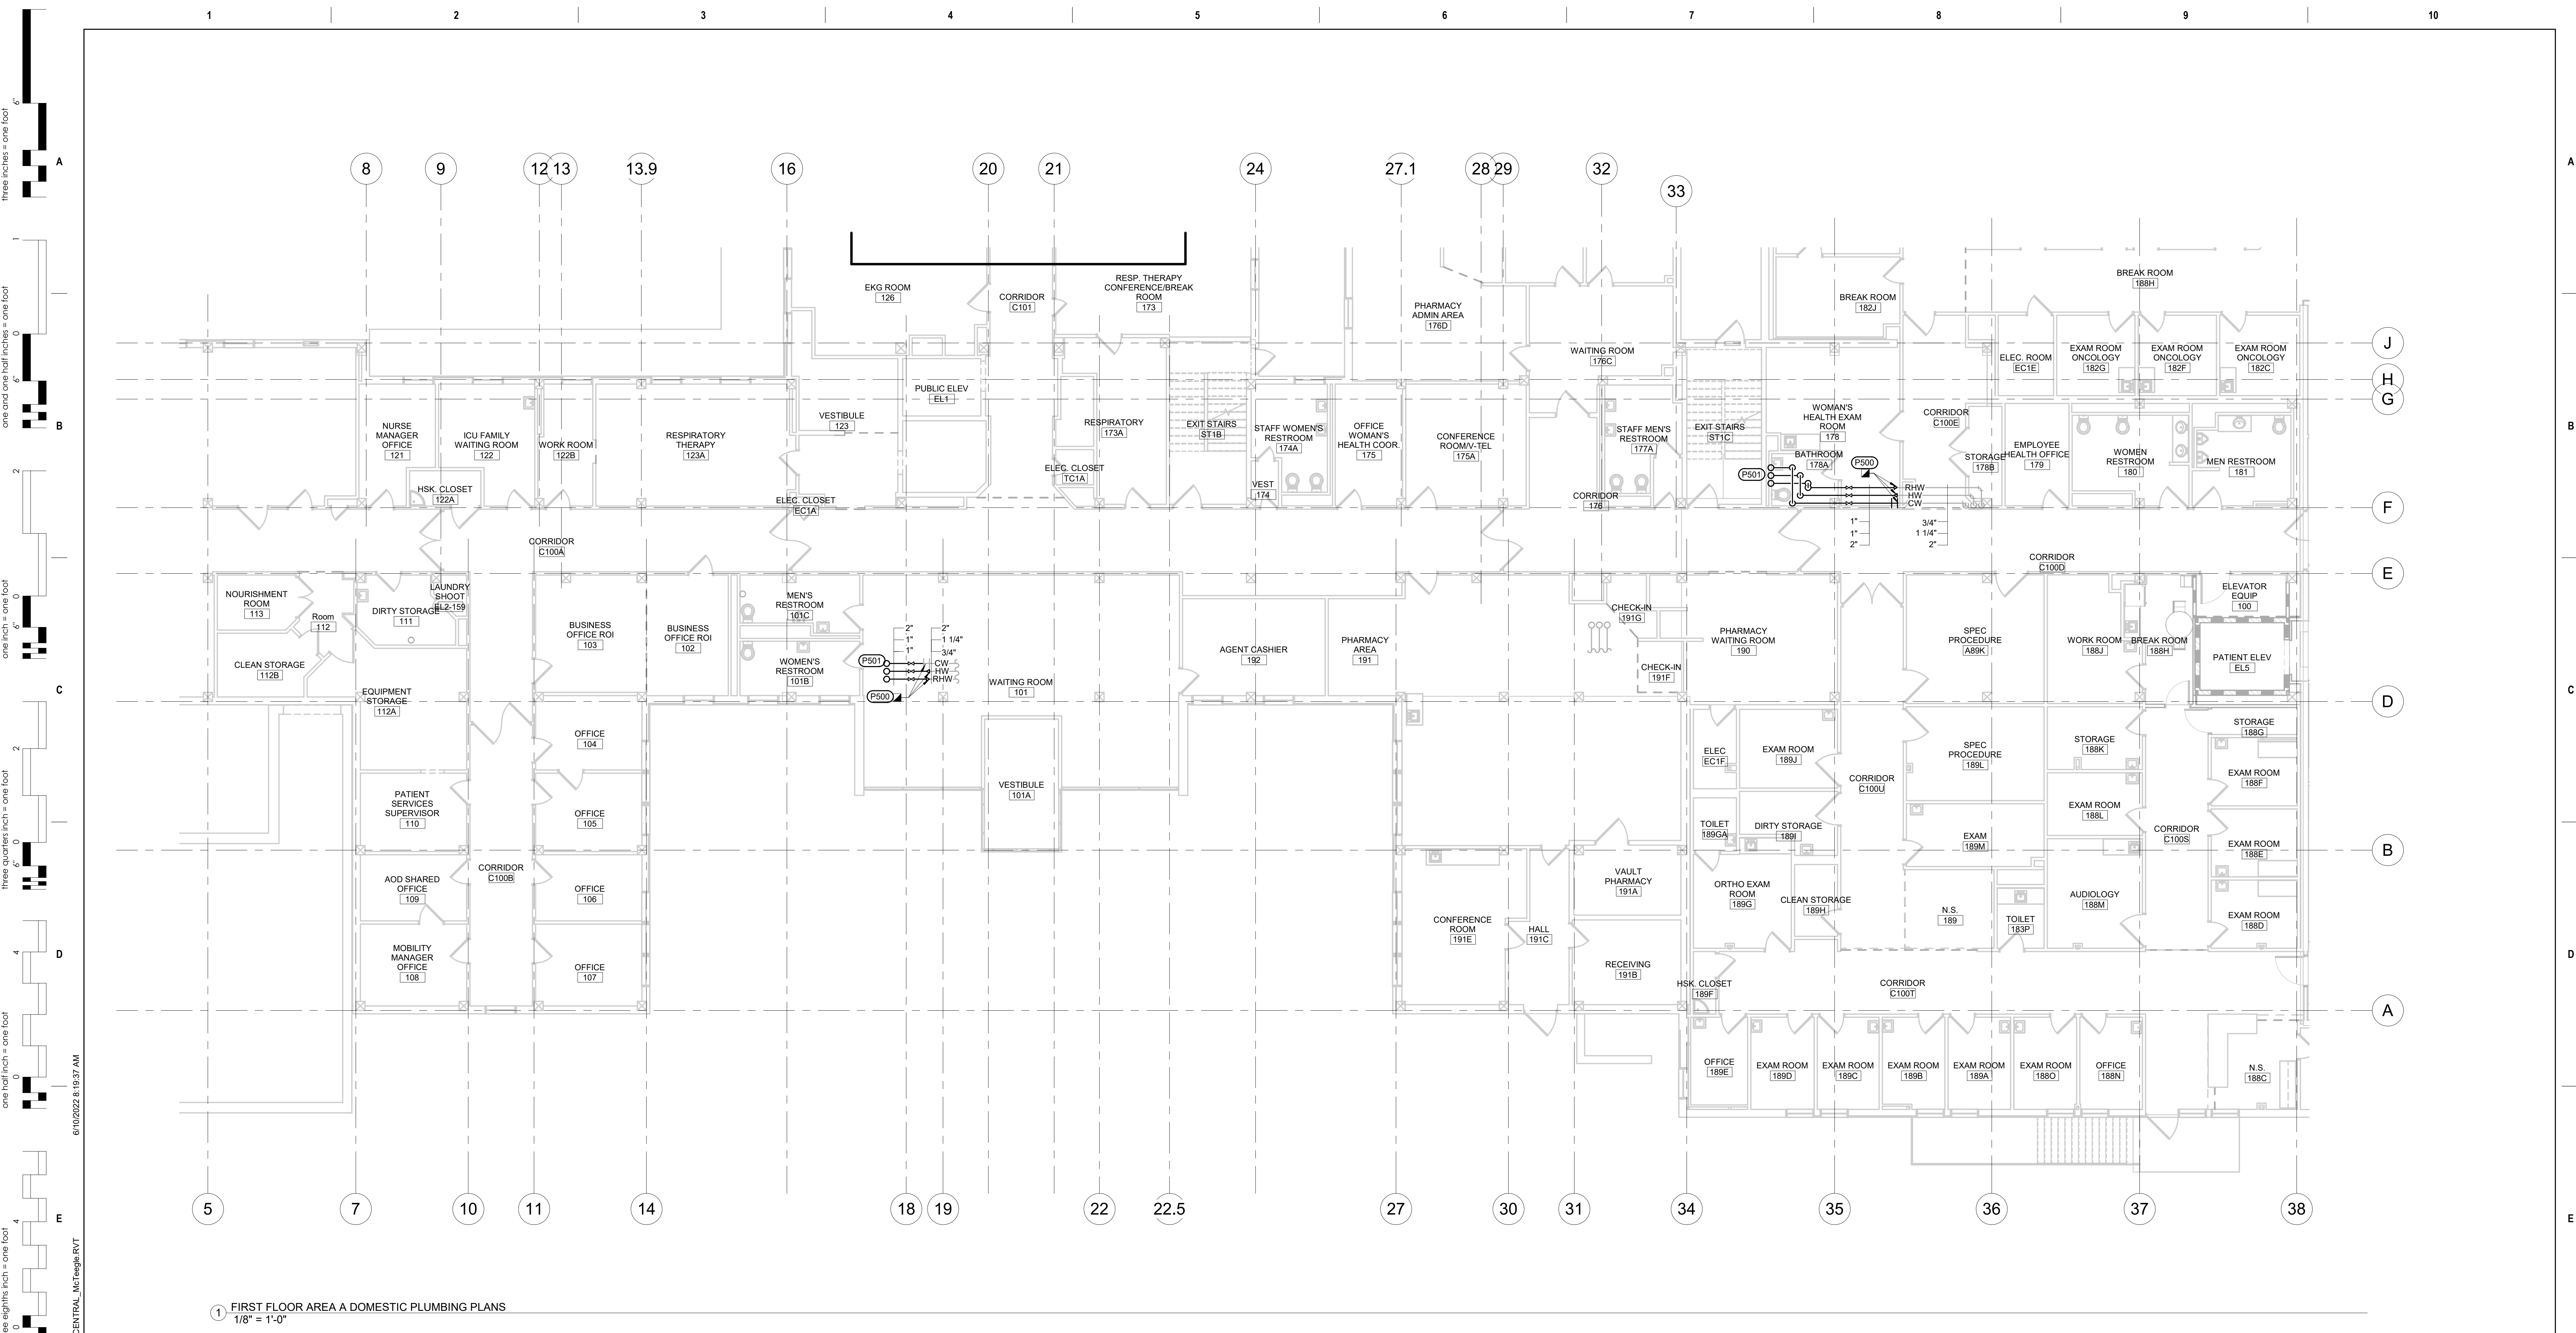 1 2 3 4 5 6 7 8 9 10
A A
B B
C C
D D
E E
three inches = one foot
one and one half inches = one foot
one inch = one foot
three quarters inch = one foot
one half inch = one foot
ee eighths inch = one foot
6" 1 0 6" 2 0 6" 2 0 6" 4 0 4 0
6/10/2022 8:19:37 AM
CENTRAL_McTeegle.RVT
8 9 12 13 13.9 16 20 21 24 27.1 28 29 32 33
J
H
G
F
E
D
B
A
5 7 10 11 14 18 19 22 22.5 27 30 31 34 35 36 37 38
EKG ROOM
126
CORRIDOR
C101
RESP. THERAPY
CONFERENCE/BREAK
ROOM
173
PHARMACY
ADMIN AREA
176D
WAITING ROOM
176C
BREAK ROOM
182J
BREAK ROOM
188H
ELEC. ROOM
EC1E
EXAM ROOM
ONCOLOGY
182G
EXAM ROOM
ONCOLOGY
182F
EXAM ROOM
ONCOLOGY
182C
NURSE
MANAGER
OFFICE
121
ICU FAMILY
WAITING ROOM
122
HSK. CLOSET
122A
WORK ROOM
122B
RESPIRATORY
THERAPY
123A
VESTIBULE
123
PUBLIC ELEV
EL1
ELEC. CLOSET
EC1A
RESPIRATORY
173A
ELEC. CLOSET
TC1A
EXIT STAIRS
ST1B
STAFF WOMEN'S
RESTROOM
174A
VEST
174
OFFICE
WOMAN'S
HEALTH COOR.
175
CONFERENCE
ROOM/V-TEL
175A
CORRIDOR
176
STAFF MEN'S
RESTROOM
177A
EXIT STAIRS
ST1C
WOMAN'S
HEALTH EXAM
ROOM
178
BATHROOM
178A
P501
P500
RHW
HW
CW
1"
1"
2"
3/4"
1 1/4"
2"
CORRIDOR
C100E
STORAGE
178B
EMPLOYEE
HEALTH OFFICE
179
WOMEN
RESTROOM
180
MEN RESTROOM
181
CORRIDOR
C100A
CORRIDOR
C100D
NOURISHMENT
ROOM
113
Room
112
CLEAN STORAGE
112B
DIRTY STORAGE
111
LAUNDRY
SHOOT
EL2-159
EQUIPMENT
STORAGE
112A
BUSINESS
OFFICE ROI
103
BUSINESS
OFFICE ROI
102
MEN'S
RESTROOM
101C
WOMEN'S
RESTROOM
101B
P501
P500
2"
1"
1"
2"
1 1/4"
3/4"
CW
HW
RHW
WAITING ROOM
101
VESTIBULE
101A
AGENT CASHIER
192
PHARMACY
AREA
191
CHECK-IN
191G
CHECK-IN
191F
PHARMACY
WAITING ROOM
190
SPEC
PROCEDURE
A89K
WORK ROOM
188J
BREAK ROOM
188H
ELEVATOR
EQUIP
100
PATIENT ELEV
EL5
OFFICE
104
OFFICE
105
OFFICE
106
OFFICE
107
PATIENT
SERVICES
SUPERVISOR
110
AOD SHARED
OFFICE
109
MOBILITY
MANAGER
OFFICE
108
CORRIDOR
C100B
ELEC
EC1F
EXAM ROOM
189J
CORRIDOR
C100U
SPEC
PROCEDURE
189L
STORAGE
188K
STORAGE
188G
EXAM ROOM
188F
EXAM ROOM
188L
TOILET
189GA
DIRTY STORAGE
189I
EXAM
189M
CORRIDOR
C100S
EXAM ROOM
188E
CONFERENCE
ROOM
191E
HALL
191C
VAULT
PHARMACY
191A
RECEIVING
191B
ORTHO EXAM
ROOM
189G
CLEAN STORAGE
189H
N.S.
189
TOILET
183P
AUDIOLOGY
188M
EXAM ROOM
188D
HSK. CLOSET
189F
CORRIDOR
C100T
OFFICE
189E
EXAM ROOM
189D
EXAM ROOM
189C
EXAM ROOM
189B
EXAM ROOM
189A
EXAM ROOM
188O
OFFICE
188N
N.S.
188C
1 FIRST FLOOR AREA A DOMESTIC PLUMBING PLANS
1/8" = 1'-0"